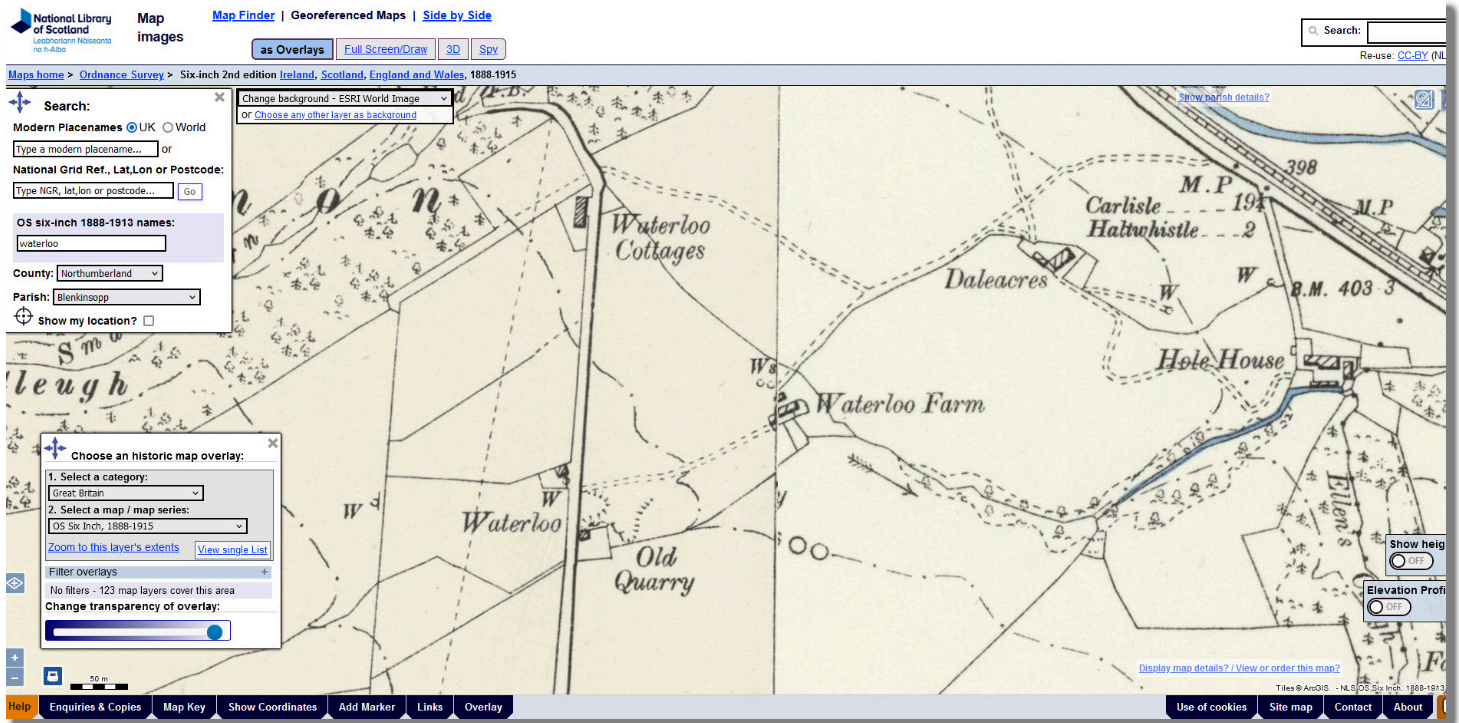 National Library
of Scotland
Leabharlann Nàiseanta
na h-Alba
Map
images
Map Finder | Georeferenced Maps | Side by Side
as Overlays Full Screen/Draw 3D Spy
Search:
Re-use: CC-BY (NL
Maps home > Ordnance Survey > Six-inch 2nd edition Ireland, Scotland, England and Wales, 1888-1915
Search:
Modern Placenames UK World
Type a modern placename... or
National Grid Ref., Lat,Lon or Postcode:
Type NGR, lat,lon or postcode... Go
OS six-inch 1888-1913 names:
waterloo
County: Northumberland
Parish: Blenkinsopp
Show my location?
Change background - ESRI World Image
or Choose any other layer as background
Show parish details?
F.B.
n o n
398
M.P
Carlisle 19¼
Haltwhistle 2
M.P
Waterloo
Cottages
Daleacres
W
W
B.M. 403·3
Hole House
Ws
Waterloo Farm
leugh
W
W
Waterloo
Old
Quarry
Ellen's
Choose an historic map overlay:
1. Select a category:
Great Britain
2. Select a map / map series:
OS Six Inch, 1888-1915
Zoom to this layer's extents View single List
Filter overlays +
No filters - 123 map layers cover this area
Change transparency of overlay:
Show heig
OFF
Elevation Profi
OFF
+
−
50 m
Display map details? / View or order this map?
Tiles © ArcGIS. - NLS OS Six Inch, 1888-1913
Help Enquiries & Copies Map Key Show Coordinates Add Marker Links Overlay Use of cookies Site map Contact About